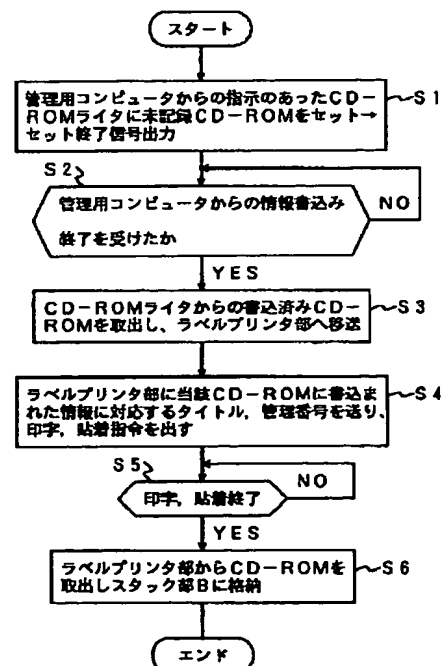 スタート
管理用コンピュータからの指示のあったCD-
ROMライタに未記録CD-ROMをセット→
セット終了信号出力
S1
S2
管理用コンピュータからの情報書込み
終了を受けたか
NO
YES
CD-ROMライタからの書込済みCD-
ROMを取出し、ラベルプリンタ部へ移送
S3
ラベルプリンタ部に当該CD-ROMに書込ま
れた情報に対応するタイトル,管理番号を送り、
印字,貼着指令を出す
S4
S5
印字,貼着終了
NO
YES
ラベルプリンタ部からCD-ROMを
取出しスタック部Bに格納
S6
エンド